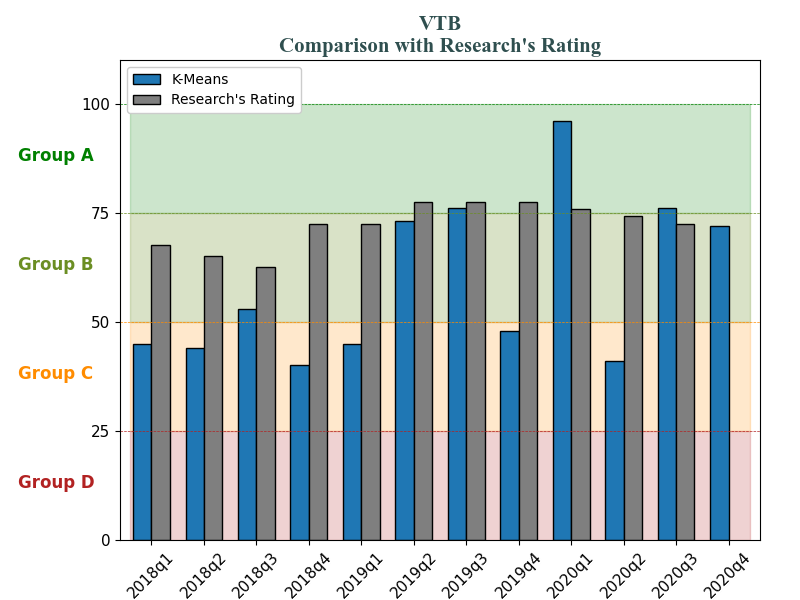 VTB
Comparison with Research's Rating
K-Means
Research's Rating
100
Group A
75
Group B
50
Group C
25
Group D
0
2018q1
2018q2
2018q3
2018q4
2019q1
2019q2
2019q3
2019q4
2020q1
2020q2
2020q3
2020q4